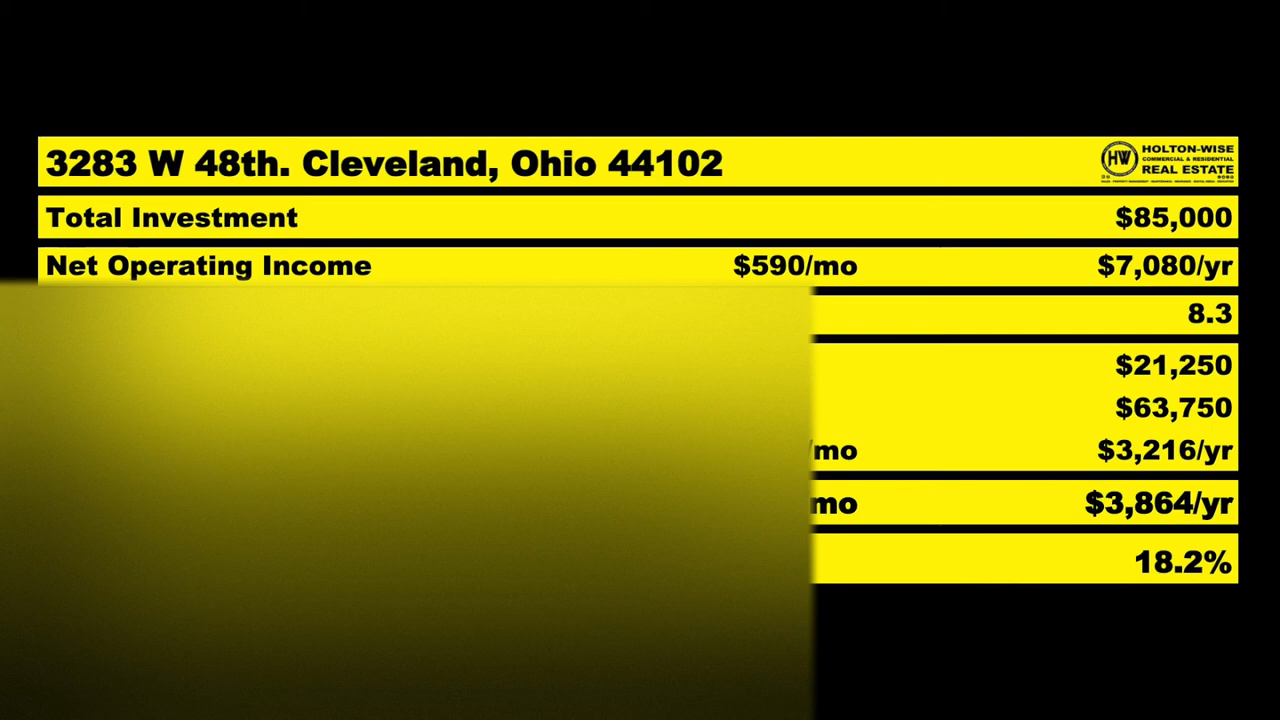 3283 W 48th. Cleveland, Ohio 44102
HW
HOLTON-WISE
COMMERCIAL & RESIDENTIAL
REAL ESTATE
Total Investment $85,000
Net Operating Income $590/mo $7,080/yr
8.3
$21,250
$63,750
/mo $3,216/yr
mo $3,864/yr
18.2%